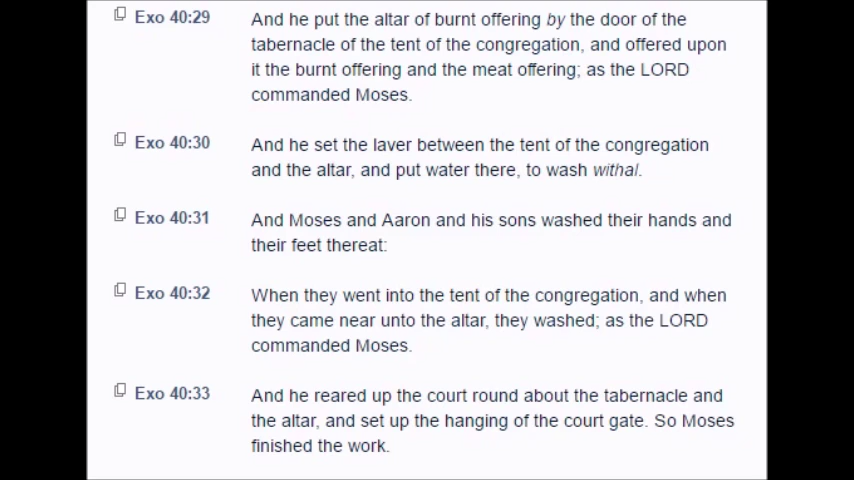 Exo 40:29 And he put the altar of burnt offering by the door of the
tabernacle of the tent of the congregation, and offered upon
it the burnt offering and the meat offering; as the LORD
commanded Moses.
Exo 40:30 And he set the laver between the tent of the congregation
and the altar, and put water there, to wash withal.
Exo 40:31 And Moses and Aaron and his sons washed their hands and
their feet thereat:
Exo 40:32 When they went into the tent of the congregation, and when
they came near unto the altar, they washed; as the LORD
commanded Moses.
Exo 40:33 And he reared up the court round about the tabernacle and
the altar, and set up the hanging of the court gate. So Moses
finished the work.